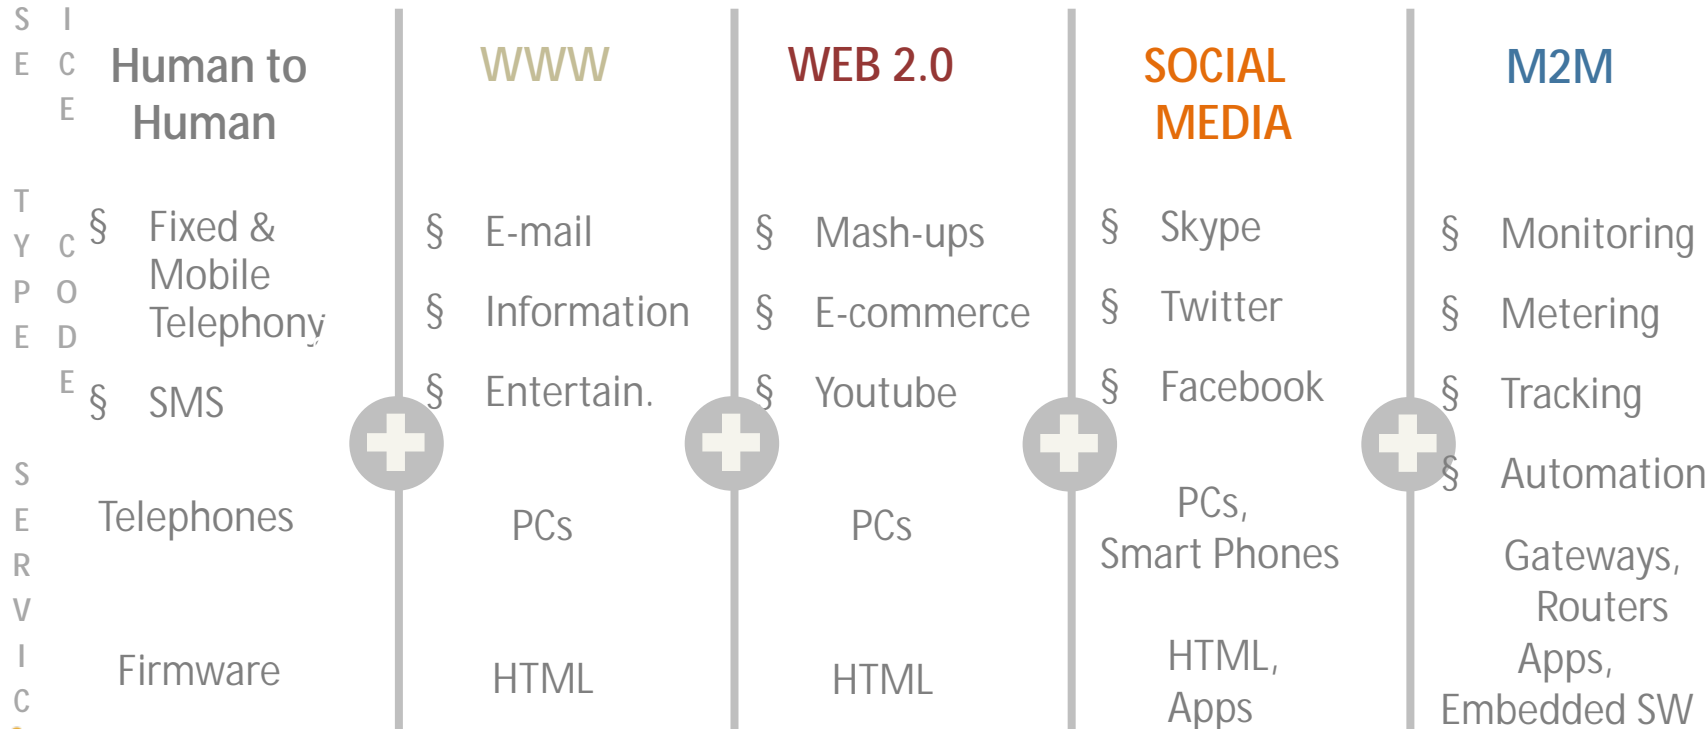 S E
I C E
T Y P E
C O D E
S E R V I C
Human to
Human
§ Fixed &
Mobile
Telephony
§ SMS
Telephones
Firmware
WWW
§ E-mail
§ Information
§ Entertain.
PCs
HTML
WEB 2.0
§ Mash-ups
§ E-commerce
§ Youtube
PCs
HTML
SOCIAL
MEDIA
§ Skype
§ Twitter
§ Facebook
PCs,
Smart Phones
HTML,
Apps
M2M
§ Monitoring
§ Metering
§ Tracking
§ Automation
Gateways,
Routers
Apps,
Embedded SW